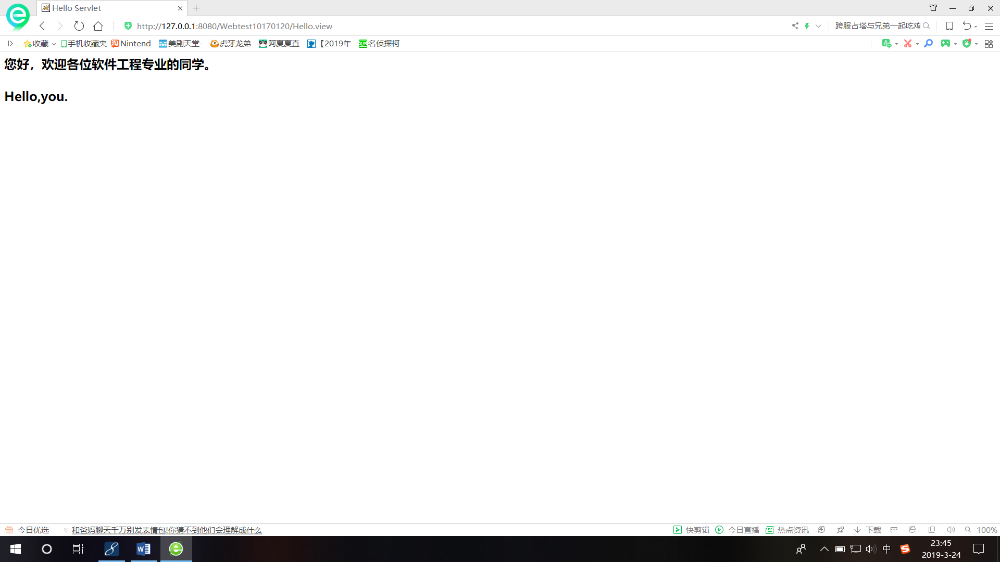 Hello Servlet
http://127.0.0.1:8080/Webtest10170120/Hello.view
跨服占塔与兄弟一起吃鸡
收藏 手机收藏夹 Nintend 美剧天堂- 虎牙龙弟 阿夏夏直 【2019年 名侦探柯
您好，欢迎各位软件工程专业的同学。
Hello,you.
今日优选 和爸妈聊天千万别发表情包!你猜不到他们会理解成什么 快剪辑 今日直播 热点资讯 下载 100%
中 23:45
2019-3-24